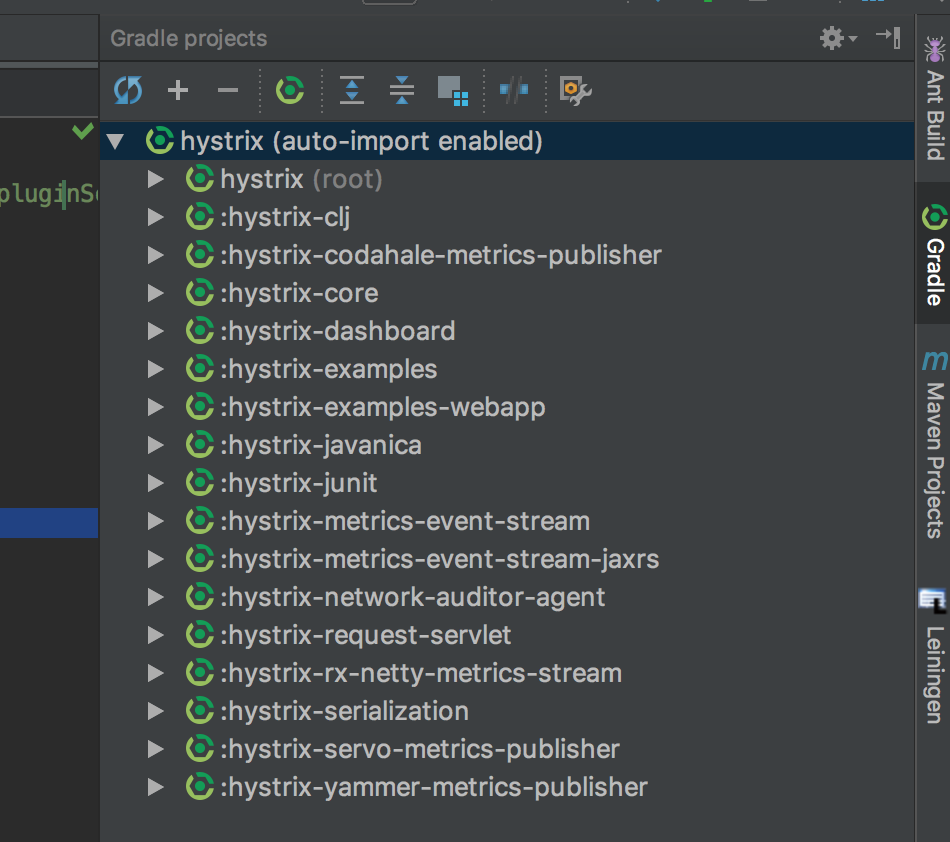 Gradle projects
hystrix (auto-import enabled)
hystrix (root)
:hystrix-clj
:hystrix-codahale-metrics-publisher
:hystrix-core
:hystrix-dashboard
:hystrix-examples
:hystrix-examples-webapp
:hystrix-javanica
:hystrix-junit
:hystrix-metrics-event-stream
:hystrix-metrics-event-stream-jaxrs
:hystrix-network-auditor-agent
:hystrix-request-servlet
:hystrix-rx-netty-metrics-stream
:hystrix-serialization
:hystrix-servo-metrics-publisher
:hystrix-yammer-metrics-publisher
pluginS
Ant Build
Gradle
m
Maven Projects
Leiningen